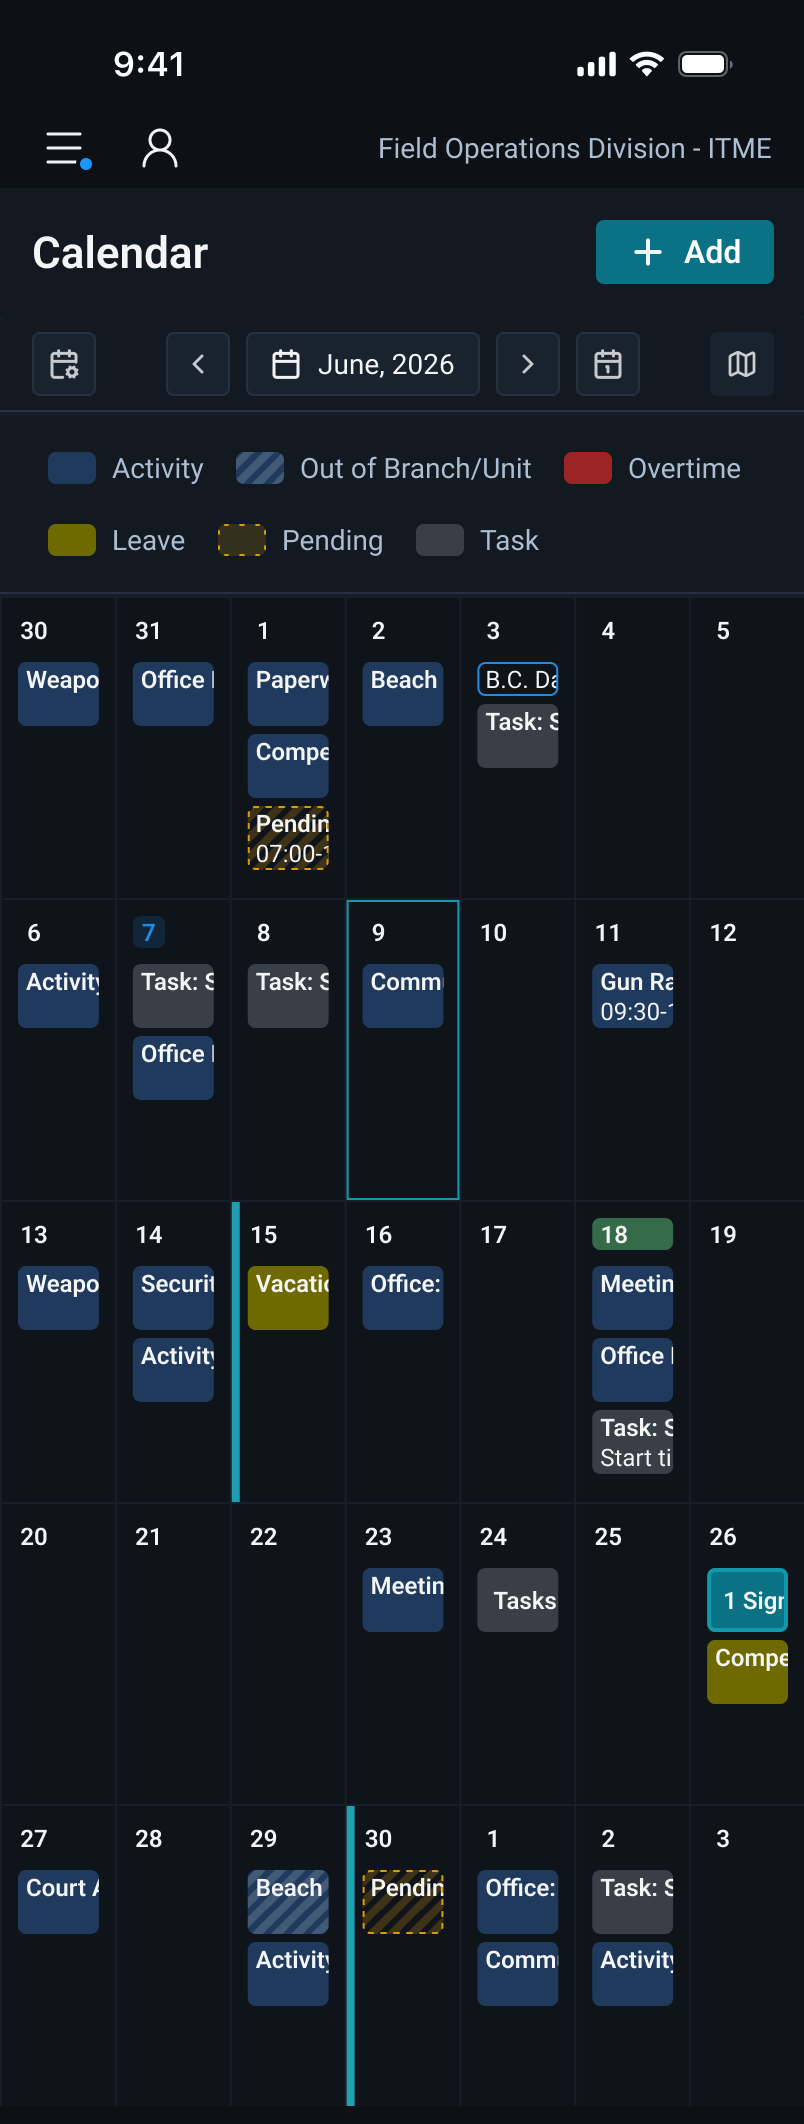 9:41
Field Operations Division - ITME
Calendar
+ Add
June, 2026
Activity Out of Branch/Unit Overtime
Leave Pending Task
30 31 1 2 3 4 5
Weapo Office Paperw Beach B.C. Da
Task: S
Compe
Pendin
07:00-1
6 7 8 9 10 11 12
Activity Task: S Task: S Comm Gun Ra
09:30-1
Office
13 14 15 16 17 18 19
Weapo Securit Vacatio Office: Meetin
Activity Office
Task: S
Start ti
20 21 22 23 24 25 26
Meetin Tasks 1 Sign
Compe
27 28 29 30 1 2 3
Court A Beach Pendin Office: Task: S
Activity Comm Activity